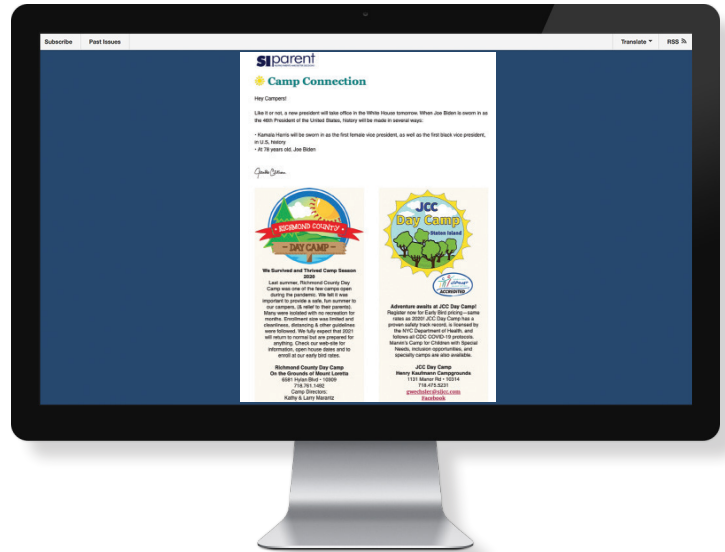 Subscribe Past Issues Translate RSS
SIparent
Camp Connection
Hey Campers!
Like it or not, a new president will take office in the White House tomorrow. When Joe Biden is sworn in as
the 46th President of the United States, history will be made in several ways:
• Kamala Harris will be sworn in as the first female vice president, as well as the first black vice president,
in U.S. history
• At 78 years old, Joe Biden
RICHMOND COUNTY
- DAY CAMP -
We Survived and Thrived Camp Season
2020
Last summer, Richmond County Day
Camp was one of the few camps open
during the pandemic. We felt it was
important to provide a safe, fun summer to
our campers, (& relief to their parents).
Many were isolated with no recreation for
months. Enrollment size was limited and
cleanliness, distancing & other guidelines
were followed. We fully expect that 2021
will return to normal but are prepared for
anything. Check our web-site for
information, open house dates and to
enroll at our early bird rates.
Richmond County Day Camp
On the Grounds of Mount Loretto
6581 Hylan Blvd • 10309
718.761.1492
Camp Directors:
Kathy & Larry Maiantz
JCC
Day Camp
Staten Island
ACCREDITED
Adventure awaits at JCC Day Camp!
Register now for Early Bird pricing—same
rates as 2020! JCC Day Camp has a
proven safety track record, is licensed by
the NYC Department of Health, and
follows all CDC COVID-19 protocols.
Marvin's Camp for Children with Special
Needs, inclusion opportunities, and
specialty camps are also available.
JCC Day Camp
Henry Kaufmann Campgrounds
1131 Manor Rd • 10314
718.475.5231
gwechsler@sijcc.com
Facebook